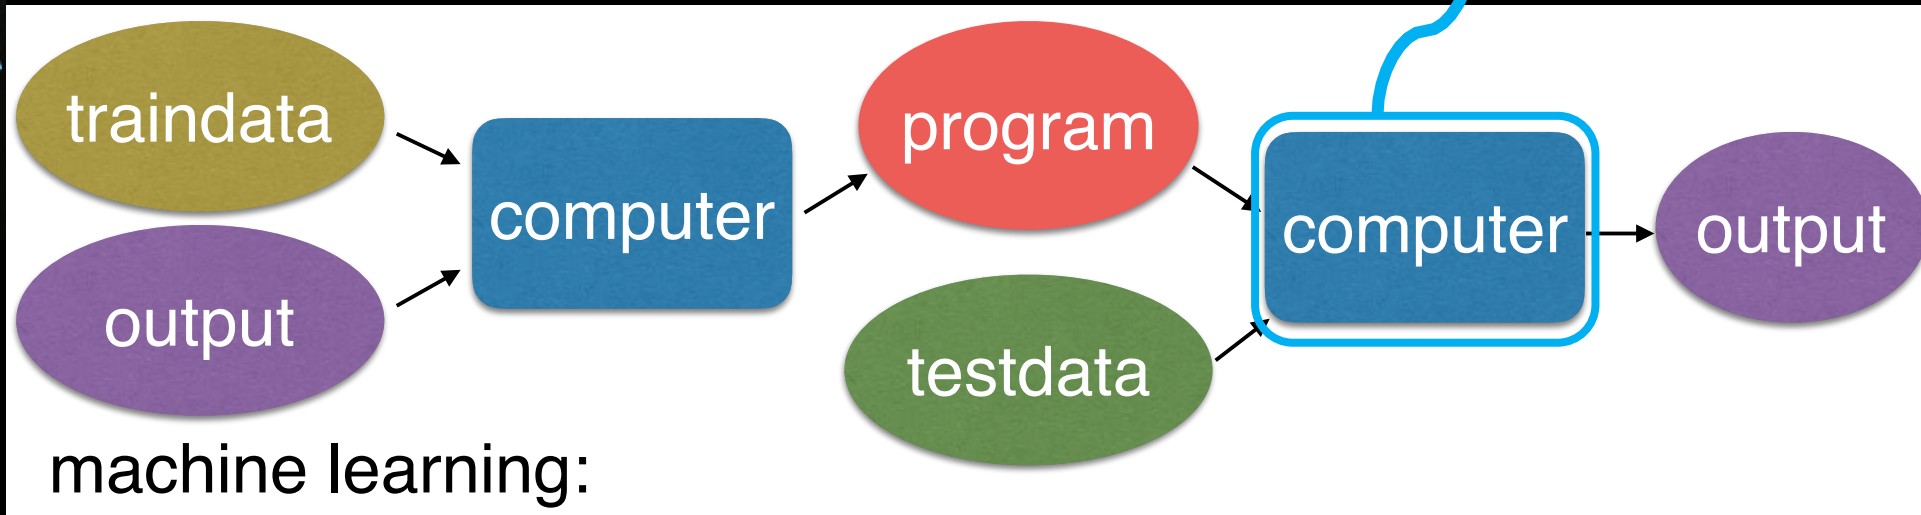 traindata
output
computer
program
testdata
computer
output
machine learning: